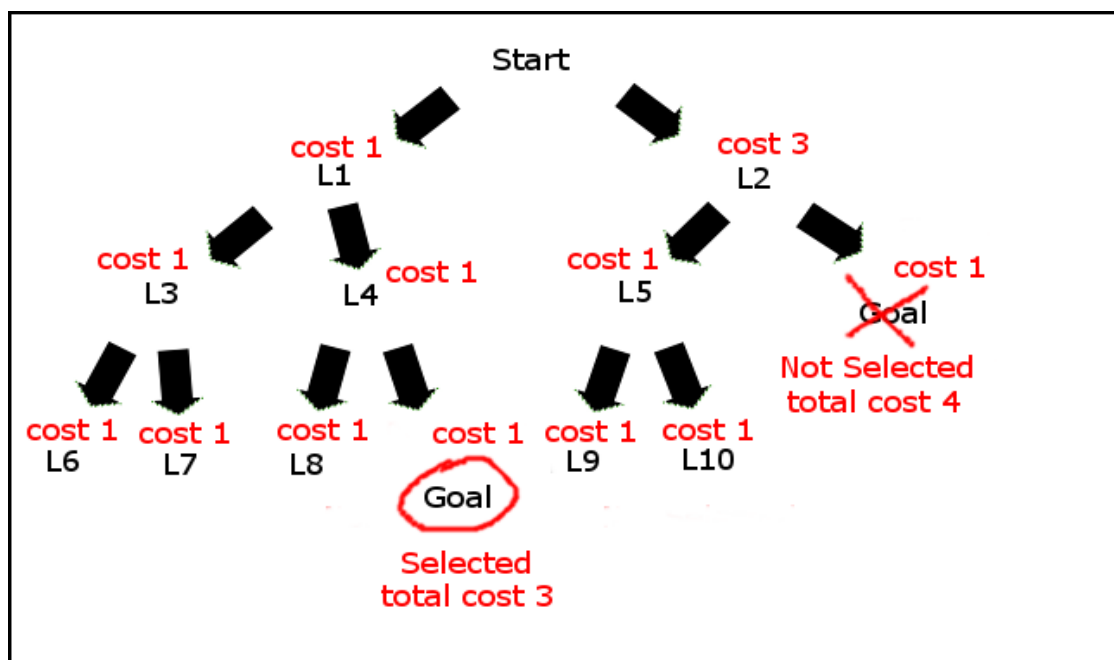 Start
cost 1
L1
cost 3
L2
cost 1
L3
cost 1
L4
cost 1
L5
cost 1
Goal
Not Selected
total cost 4
cost 1
L6
cost 1
L7
cost 1
L8
cost 1
Goal
Selected
total cost 3
cost 1
L9
cost 1
L10